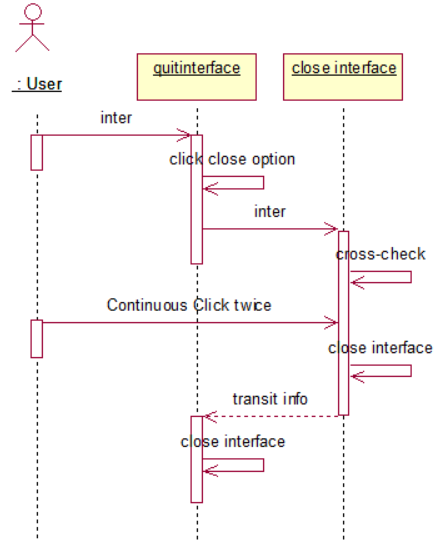 quitinterface
close interface
: User
inter
click close option
inter
cross-check
Continuous Click twice
close interface
transit info
close interface